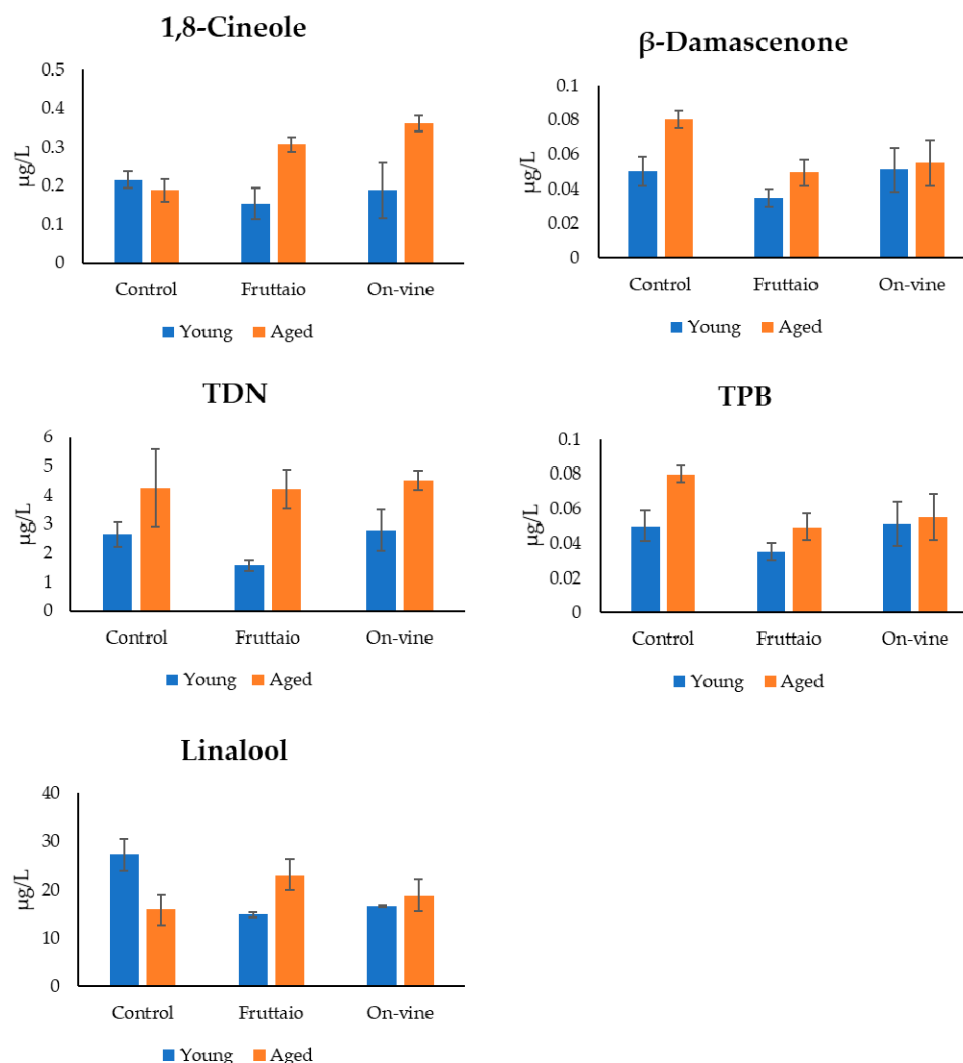 1,8-Cineole
0.5
0.4
0.3
0.2
0.1
0
µg/L
Control Fruttaio On-vine
Young Aged
β-Damascenone
0.1
0.08
0.06
0.04
0.02
0
µg/L
Control Fruttaio On-vine
Young Aged
TDN
6
5
4
3
2
1
0
µg/L
Control Fruttaio On-vine
Young Aged
TPB
0.1
0.08
0.06
0.04
0.02
0
µg/L
Control Fruttaio On-vine
Young Aged
Linalool
40
30
20
10
0
µg/L
Control Fruttaio On-vine
Young Aged